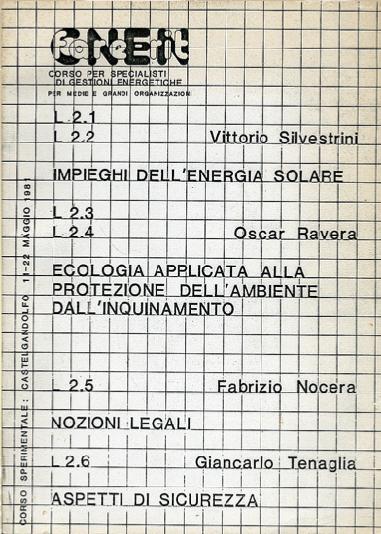 CNEN
CORSO PER SPECIALISTI
DI GESTIONI ENERGETICHE
PER MEDIE E GRANDI ORGANIZZAZIONI
L 2.1
L 2.2 Vittorio Silvestrini
IMPIEGHI DELL'ENERGIA SOLARE
L 2.3
L 2.4 Oscar Ravera
ECOLOGIA APPLICATA ALLA
PROTEZIONE DELL'AMBIENTE
DALL'INQUINAMENTO
L 2.5 Fabrizio Nocera
NOZIONI LEGALI
L 2.6 Giancarlo Tenaglia
ASPETTI DI SICUREZZA
CORSO SPERIMENTALE: CASTELGANDOLFO 11-22 MAGGIO 1981